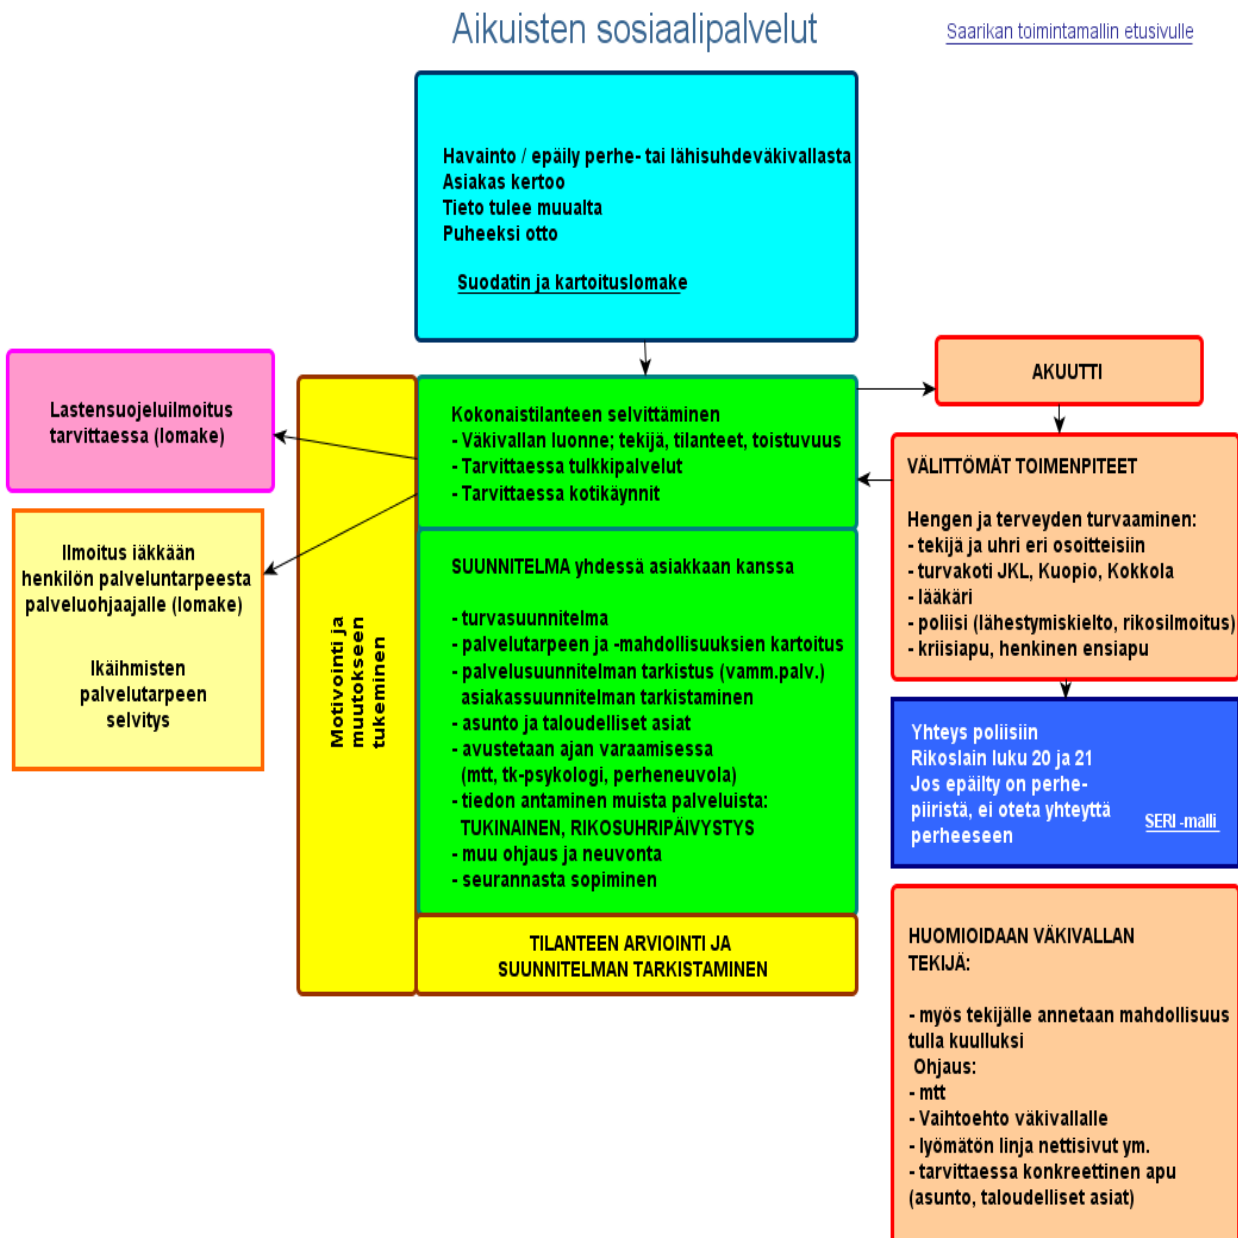 Aikuisten sosiaalipalvelut
Saarikan toimintamallin etusivulle
Havainto / epäily perhe- tai lähisuhdeväkivallasta
Asiakas kertoo
Tieto tulee muualta
Puheeksi otto
Suodatin ja kartoituslomake
Lastensuojeluilmoitus
tarvittaessa (lomake)
Ilmoitus iäkkään
henkilön palveluntarpeesta
palveluohjaajalle (lomake)
Ikäihmisten
palvelutarpeen
selvitys
Motivointi ja
muutokseen
tukeminen
Kokonaistilanteen selvittäminen
- Väkivallan luonne; tekijä, tilanteet, toistuvuus
- Tarvittaessa tulkkipalvelut
- Tarvittaessa kotikäynnit
SUUNNITELMA yhdessä asiakkaan kanssa
- turvasuunnitelma
- palvelutarpeen ja -mahdollisuuksien kartoitus
- palvelusuunnitelman tarkistus (vamm.palv.)
asiakassuunnitelman tarkistaminen
- asunto ja taloudelliset asiat
- avustetaan ajan varaamisessa
(mtt, tk-psykologi, perheneuvola)
- tiedon antaminen muista palveluista:
TUKINAINEN, RIKOSUHRIPÄIVYSTYS
- muu ohjaus ja neuvonta
- seurannasta sopiminen
TILANTEEN ARVIOINTI JA
SUUNNITELMAN TARKISTAMINEN
AKUUTTI
VÄLITTÖMÄT TOIMENPITEET
Hengen ja terveyden turvaaminen:
- tekijä ja uhri eri osoitteisiin
- turvakoti JKL, Kuopio, Kokkola
- lääkäri
- poliisi (lähestymiskielto, rikosilmoitus)
- kriisiapu, henkinen ensiapu
Yhteys poliisiin
Rikoslain luku 20 ja 21
Jos epäilty on perhe-
piiristä, ei oteta yhteyttä
perheeseen
SERI -malli
HUOMIOIDAAN VÄKIVALLAN
TEKIJÄ:
- myös tekijälle annetaan mahdollisuus
tulla kuulluksi
Ohjaus:
- mtt
- Vaihtoehto väkivallalle
- lyömätön linja nettisivut ym.
- tarvittaessa konkreettinen apu
(asunto, taloudelliset asiat)